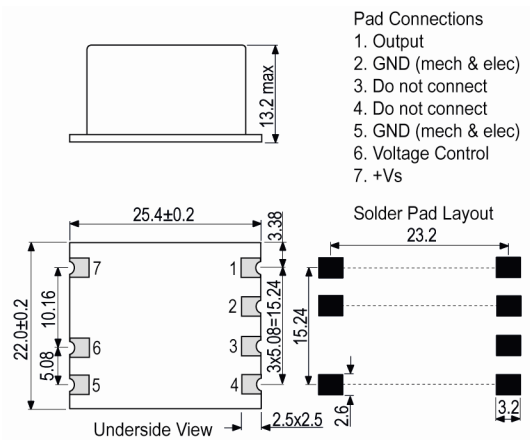 Pad Connections
1. Output
2. GND (mech & elec)
3. Do not connect
4. Do not connect
5. GND (mech & elec)
6. Voltage Control
7. +Vs
13.2 max
25.4±0.2
3.38
22.0±0.2
10.16
5.08
7
6
5
1
2
3
4
3x5.08=15.24
2.5x2.5
Underside View
Solder Pad Layout
23.2
15.24
2.6
3.2